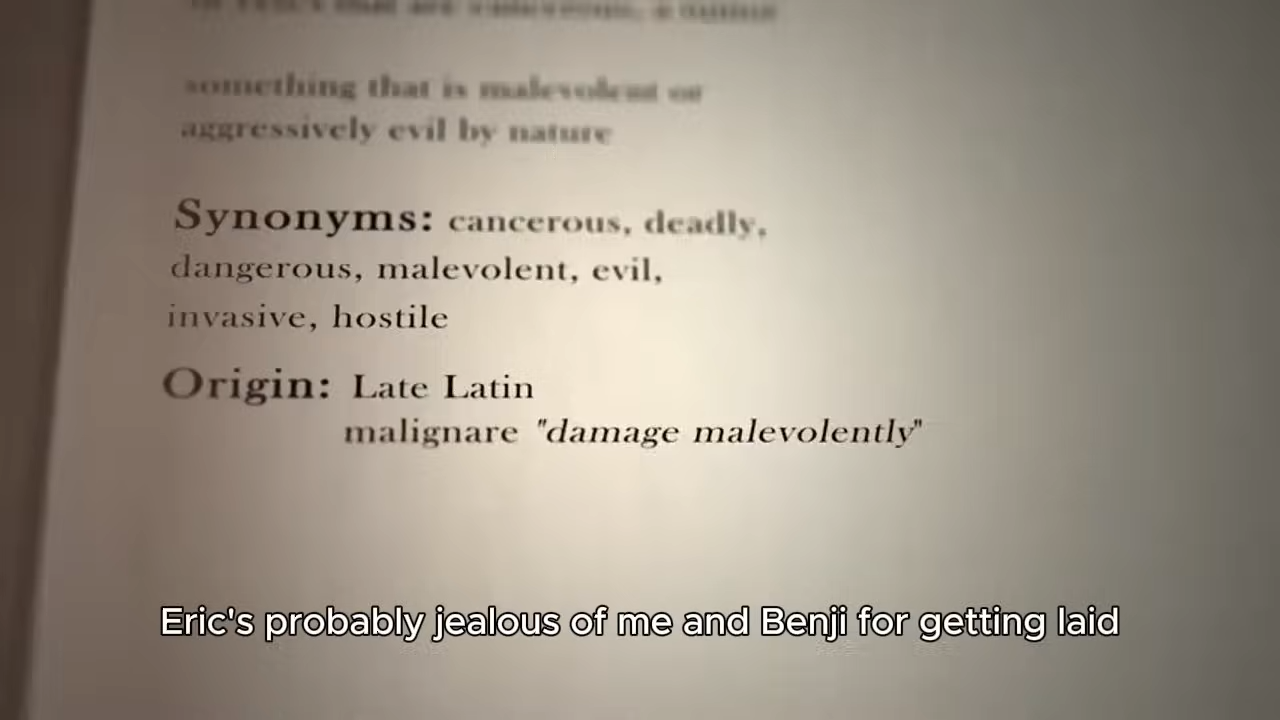 something that is malevolent or
aggressively evil by nature
Synonyms: cancerous, deadly,
dangerous, malevolent, evil,
invasive, hostile
Origin: Late Latin
malignare "damage malevolently"
Eric's probably jealous of me and Benji for getting laid